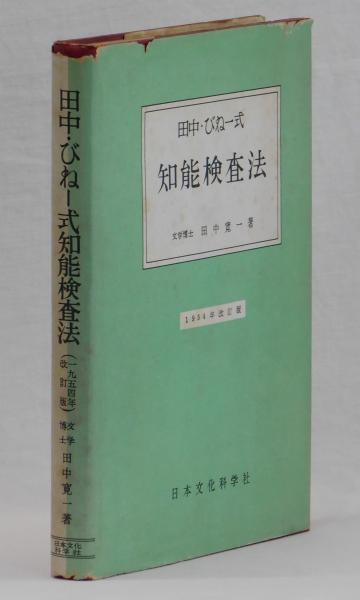 田中・びねー式
知能検査法
文学博士 田中寛一著
1954年改訂版
日本文化科学社
田中・びねー式知能検査法
(一九五四年
改訂版)
文学
博士
田中寛一著
日本文化
科学社